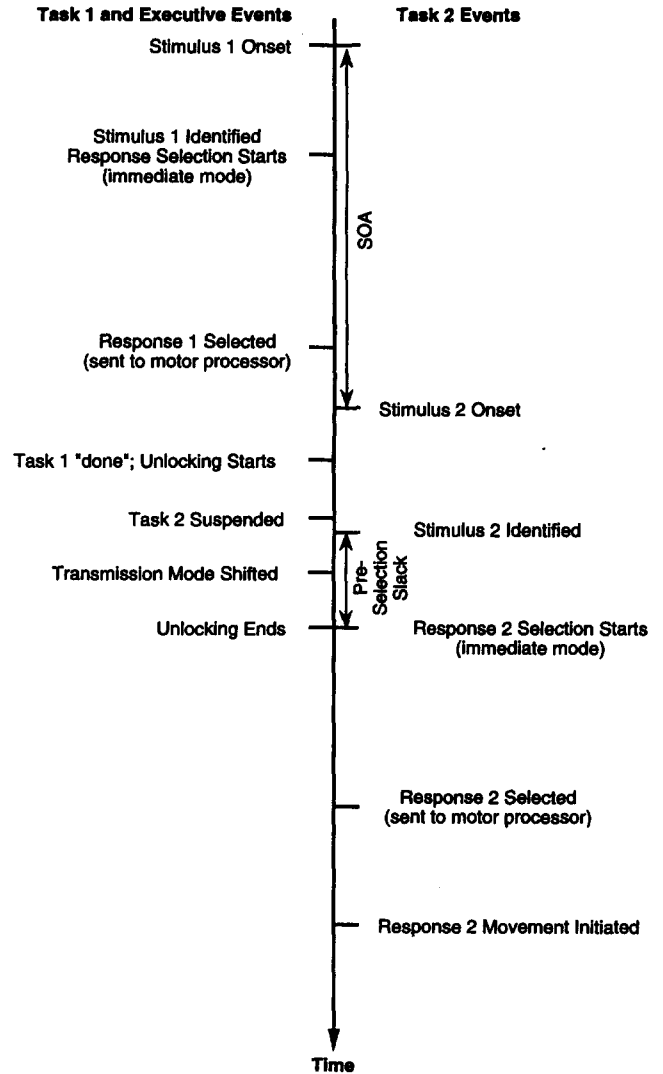 Task 1 and Executive Events
Task 2 Events
Stimulus 1 Onset
Stimulus 1 Identified
Response Selection Starts
(immediate mode)
SOA
Response 1 Selected
(sent to motor processor)
Stimulus 2 Onset
Task 1 "done"; Unlocking Starts
Task 2 Suspended
Stimulus 2 Identified
Pre-
Selection
Slack
Transmission Mode Shifted
Unlocking Ends
Response 2 Selection Starts
(immediate mode)
Response 2 Selected
(sent to motor processor)
Response 2 Movement Initiated
Time